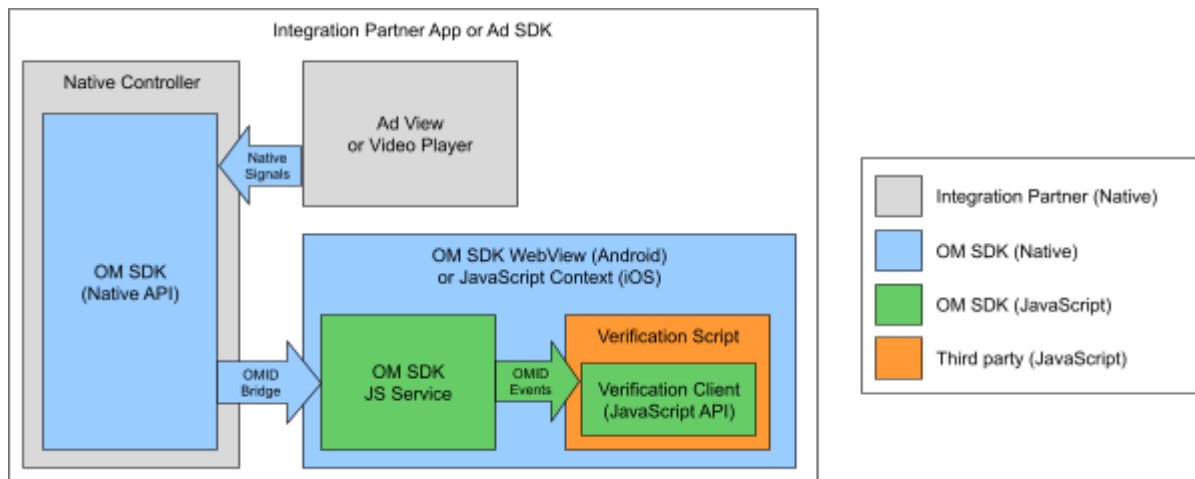 Integration Partner App or Ad SDK
Native Controller
OM SDK
(Native API)
Native
Signals
Ad View
or Video Player
OMID
Bridge
OM SDK WebView (Android)
or JavaScript Context (iOS)
OM SDK
JS Service
OMID
Events
Verification Script
Verification Client
(JavaScript API)
Integration Partner (Native)
OM SDK (Native)
OM SDK (JavaScript)
Third party (JavaScript)